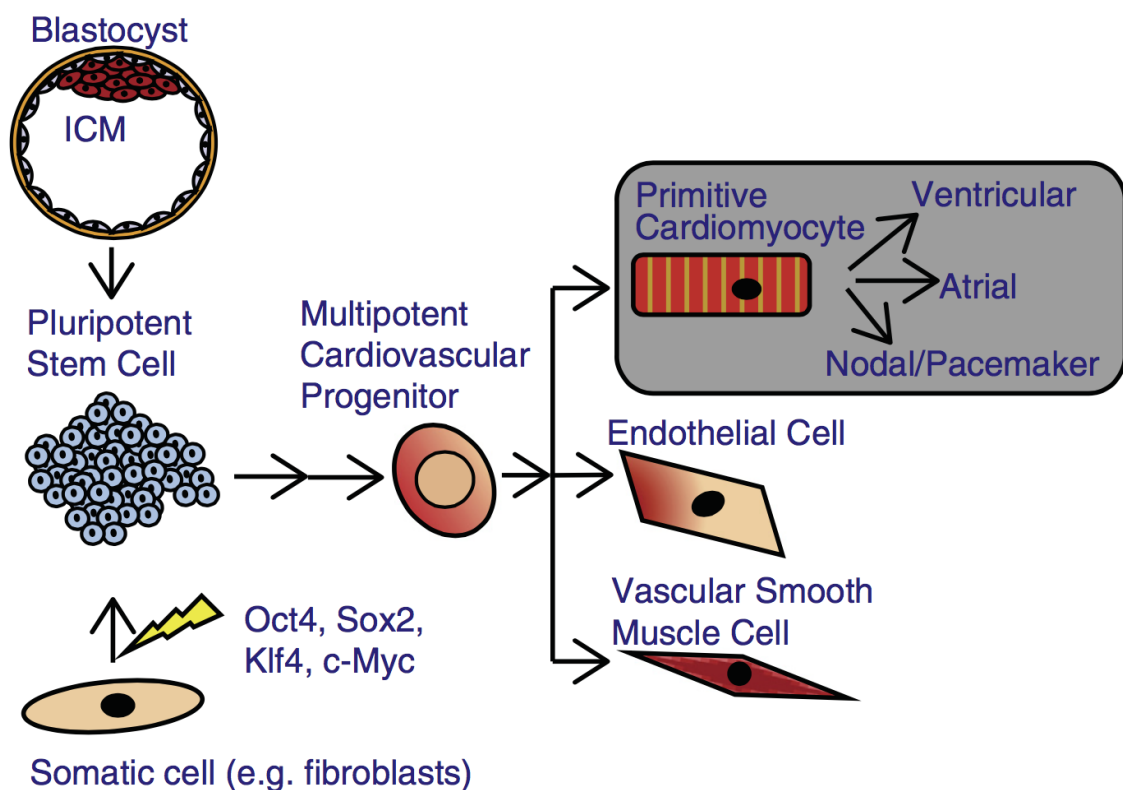 Blastocyst
ICM
Pluripotent
Stem Cell
Multipotent
Cardiovascular
Progenitor
Primitive
Cardiomyocyte
Ventricular
Atrial
Nodal/Pacemaker
Endothelial Cell
Vascular Smooth
Muscle Cell
Oct4, Sox2,
Klf4, c-Myc
Somatic cell (e.g. fibroblasts)